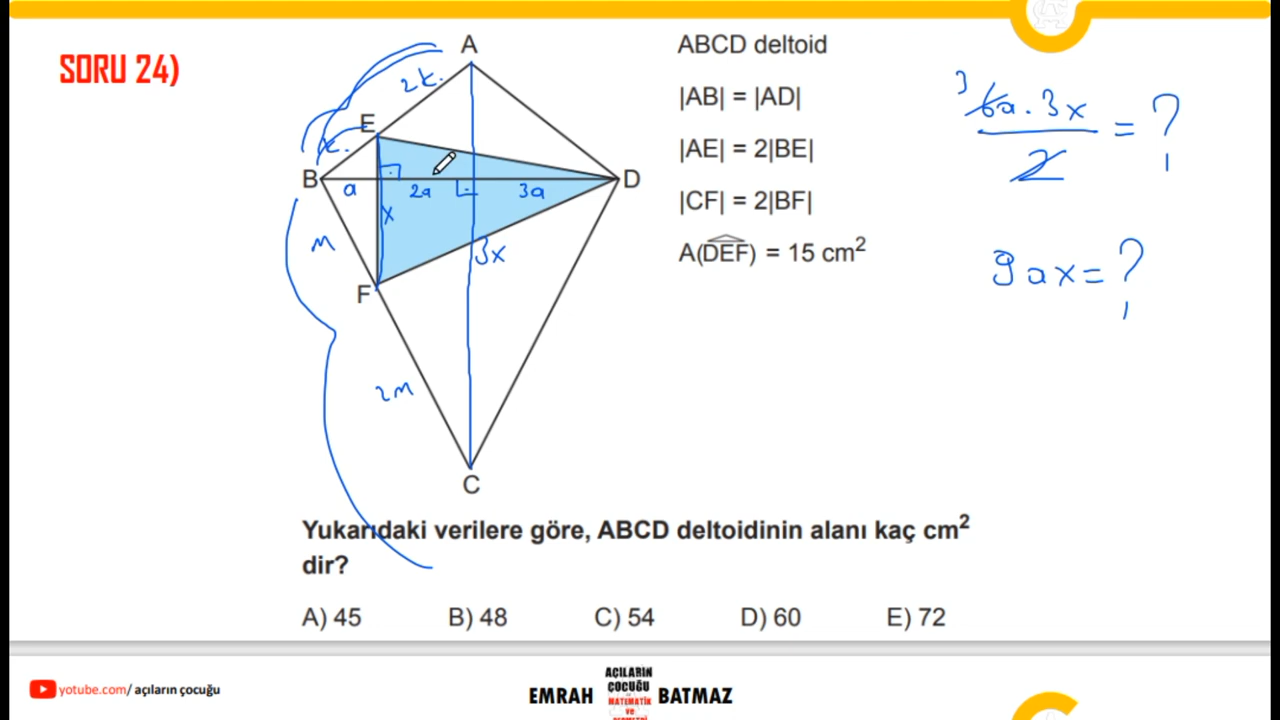 SORU 24)
A
ABCD deltoid
2k.
|AB| = |AD|
3
6a . 3x
= ?
2
E
k.
|AE| = 2|BE|
B
a
2a
3a
D
x
|CF| = 2|BF|
m
3x
A(DEF) = 15 cm²
9ax = ?
F
2m
C
Yukarıdaki verilere göre, ABCD deltoidinin alanı kaç cm²
dir?
A) 45 B) 48 C) 54 D) 60 E) 72
yotube.com/ açıların çocuğu
EMRAH
AÇILARIN
ÇOCUĞU
MATEMATİK
ve
BATMAZ